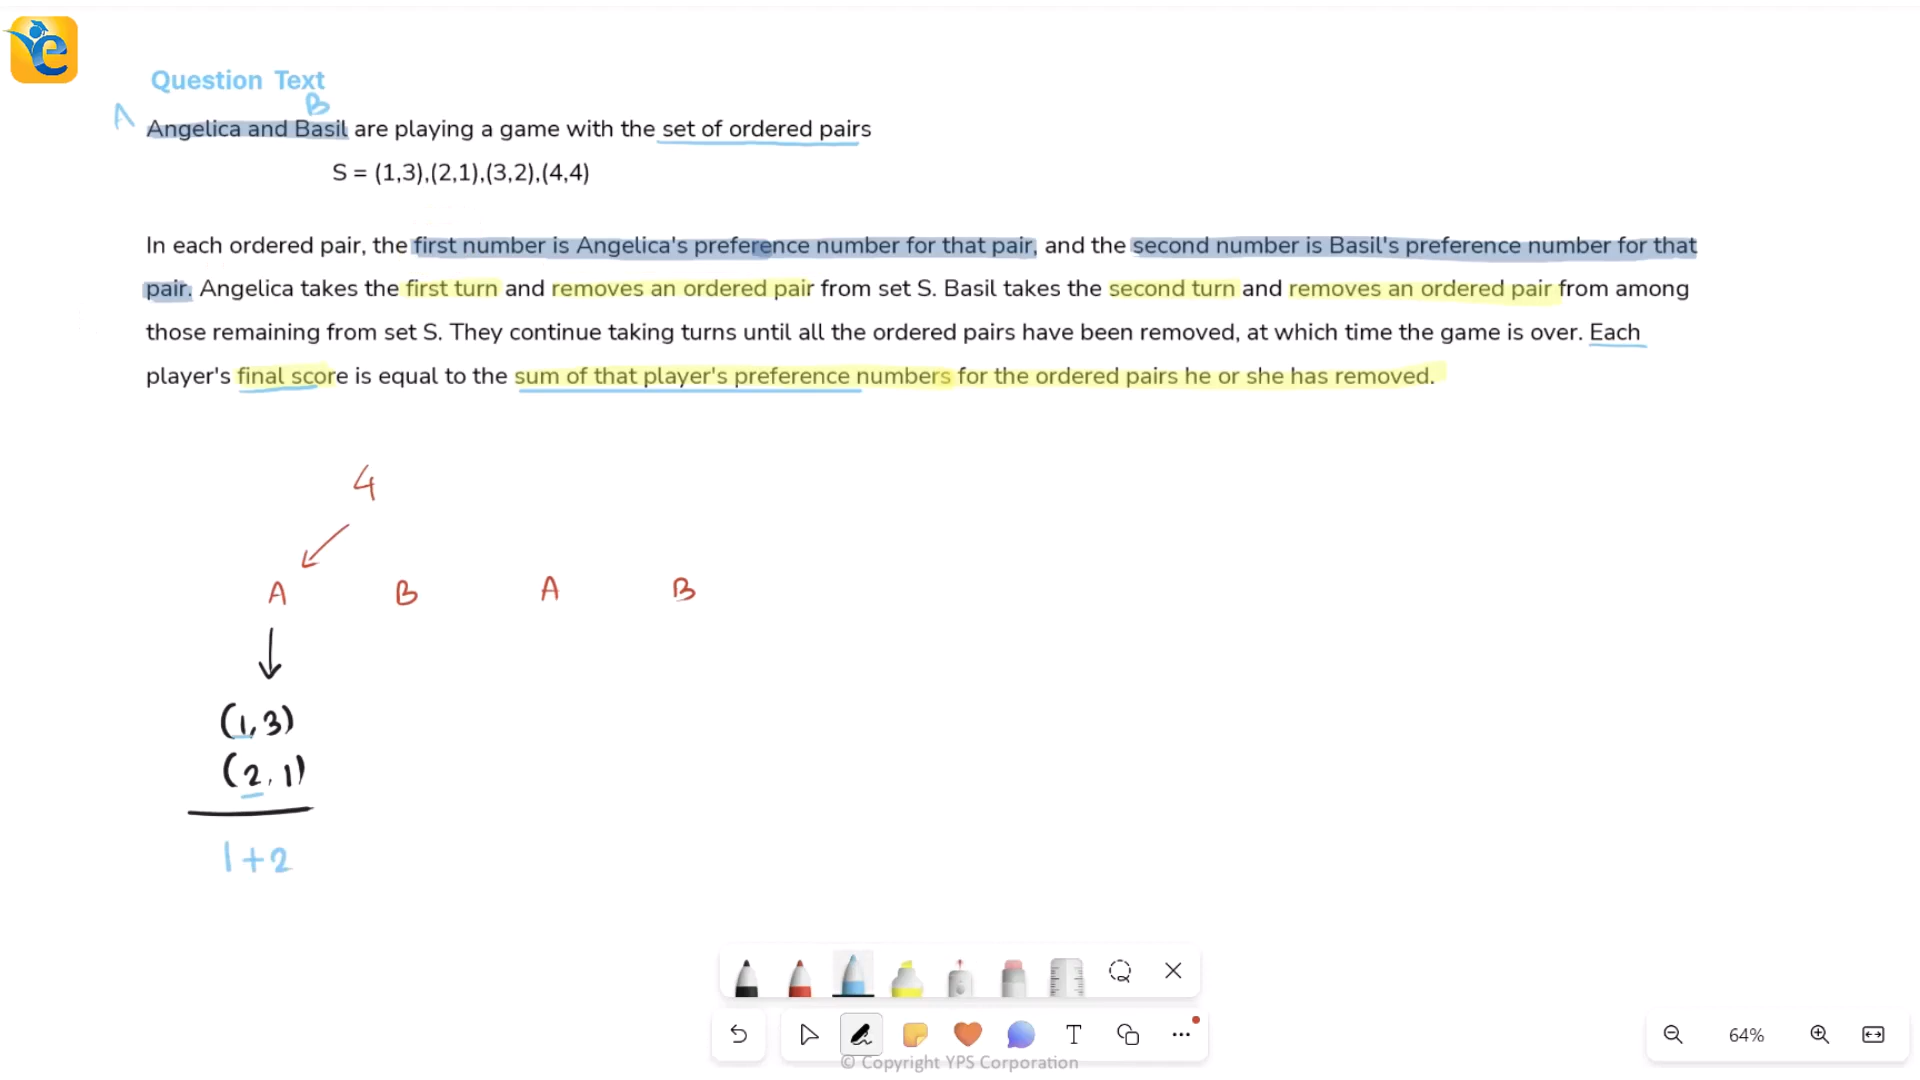 e
Question Text
A
B
Angelica and Basil are playing a game with the set of ordered pairs
S = (1,3),(2,1),(3,2),(4,4)
In each ordered pair, the first number is Angelica's preference number for that pair, and the second number is Basil's preference number for that
pair. Angelica takes the first turn and removes an ordered pair from set S. Basil takes the second turn and removes an ordered pair from among
those remaining from set S. They continue taking turns until all the ordered pairs have been removed, at which time the game is over. Each
player's final score is equal to the sum of that player's preference numbers for the ordered pairs he or she has removed.
4
A B A B
(1,3)
(2,1)
1+2
T
64%
© Copyright YPS Corporation